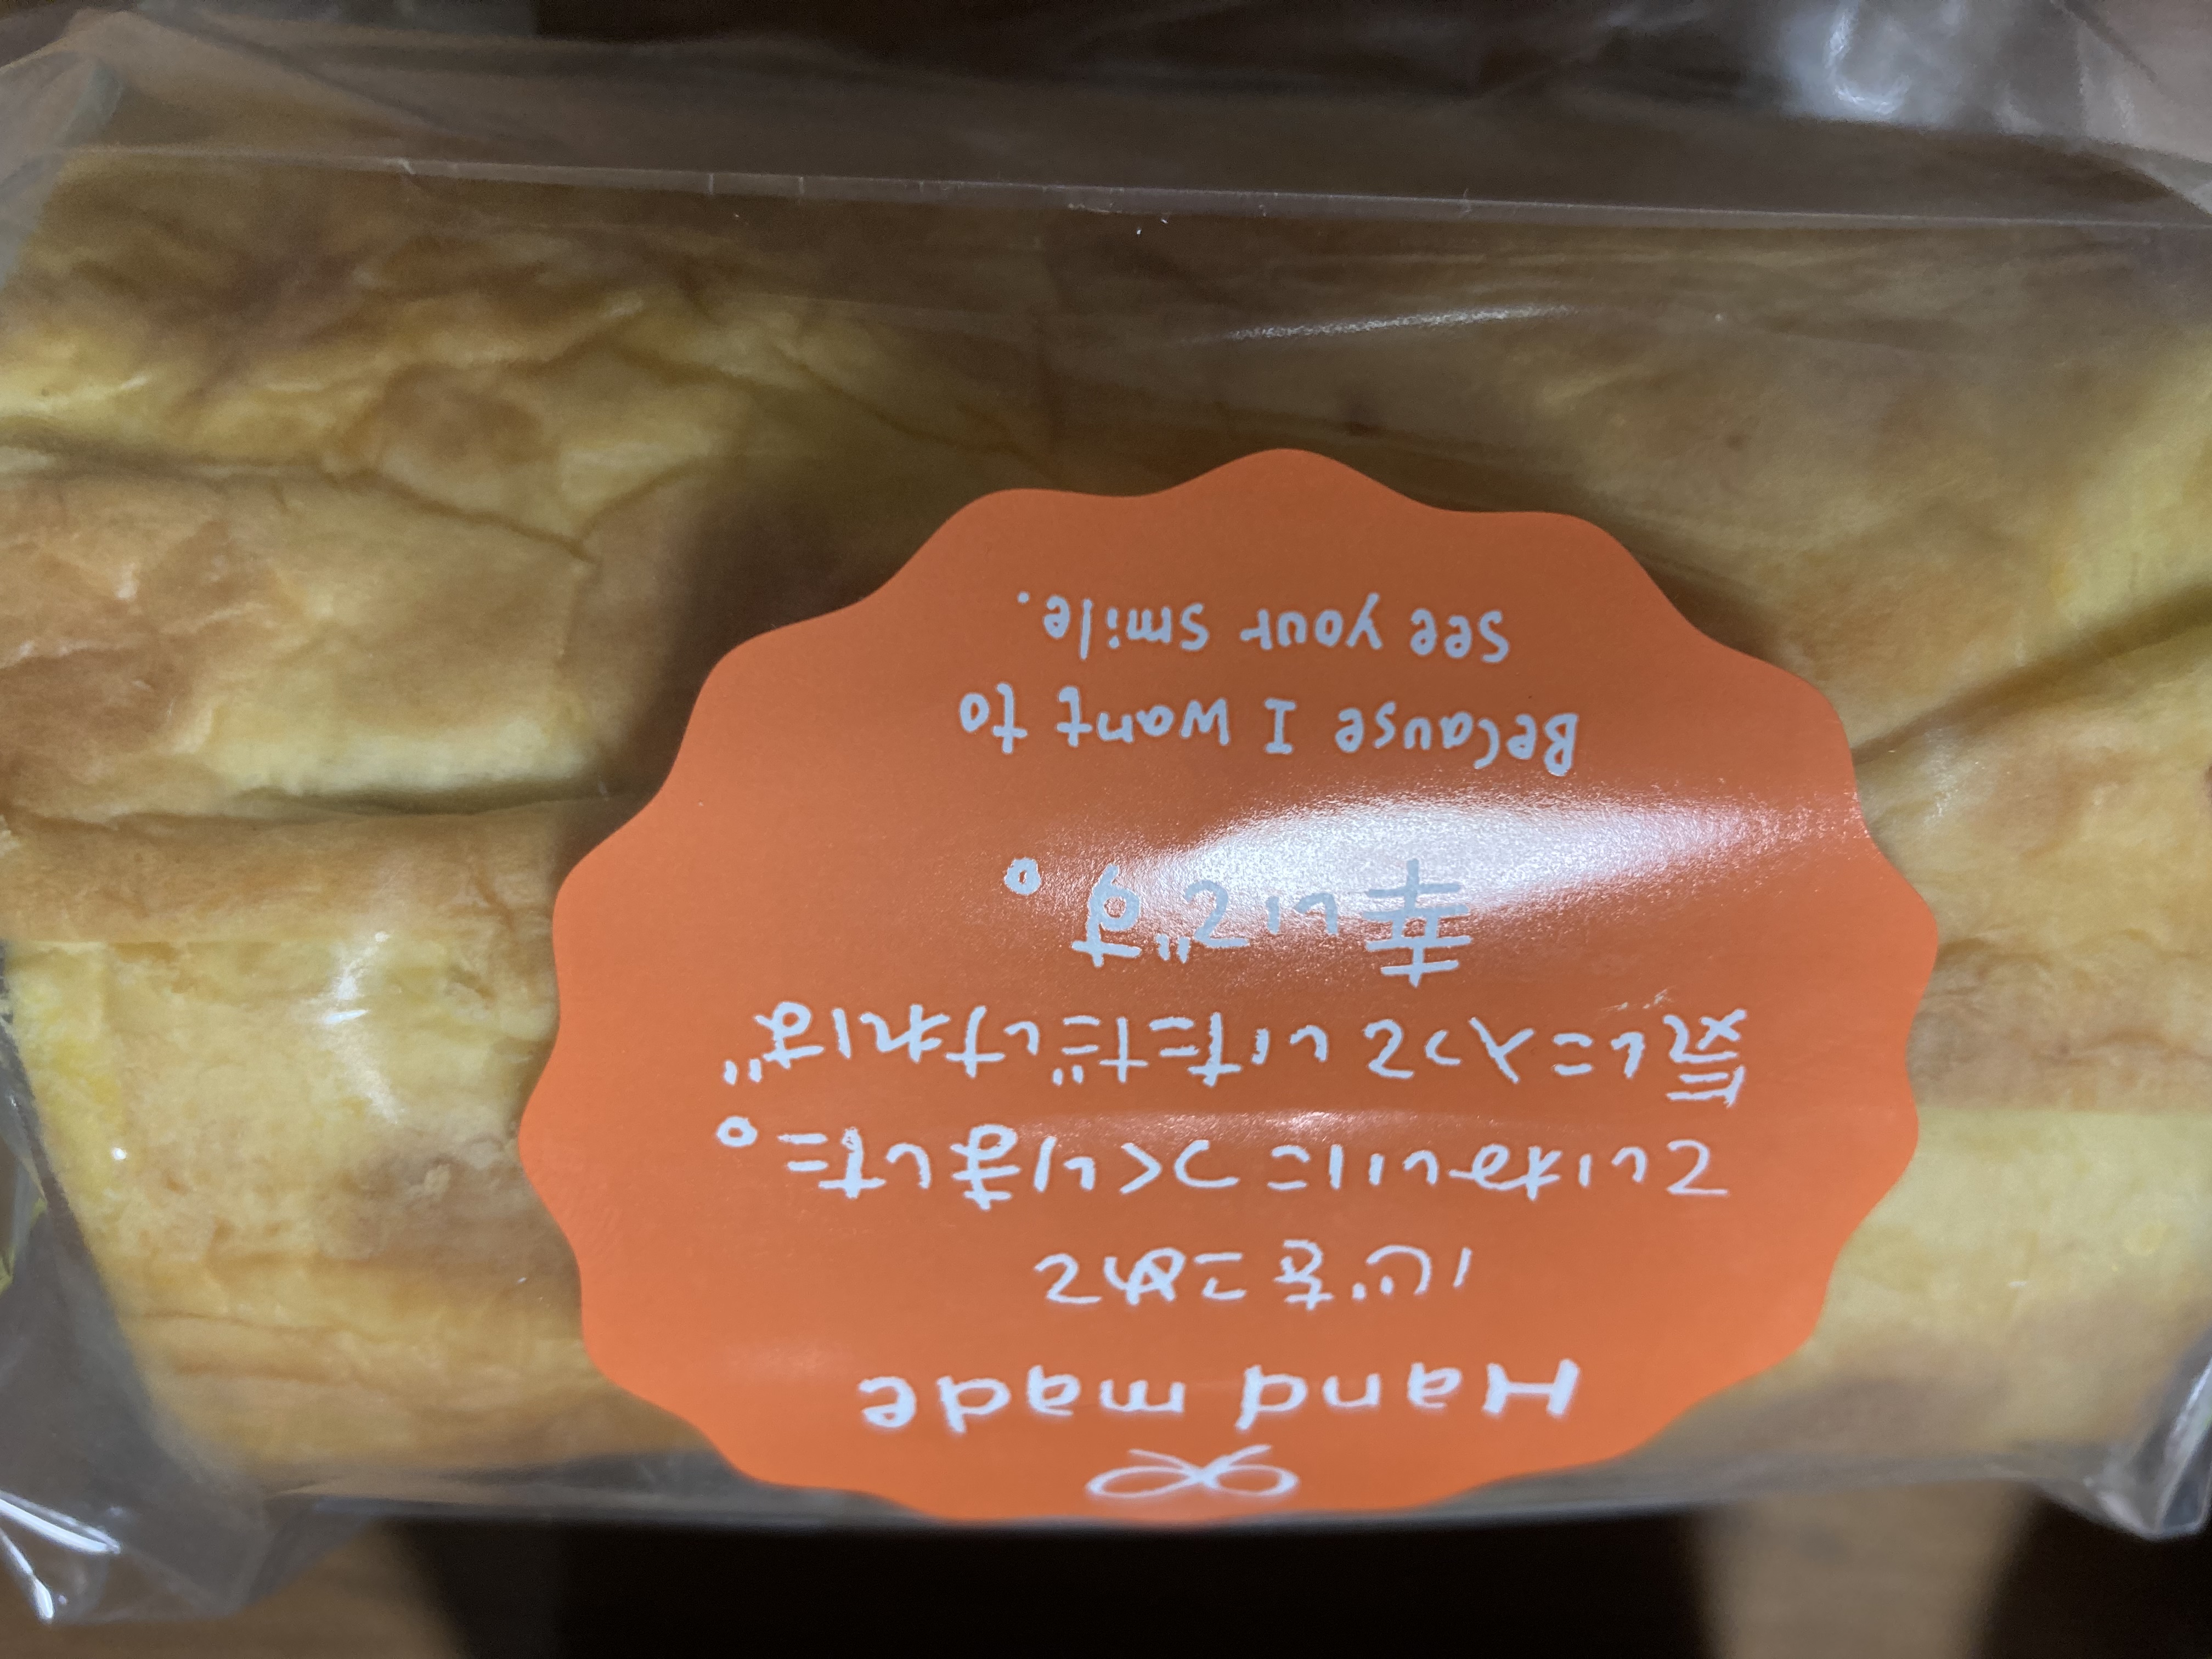 Hand made
心をこめて
ていねいにつくりました。
気に入っていただければ
幸いです。
Because I want to
see your smile.